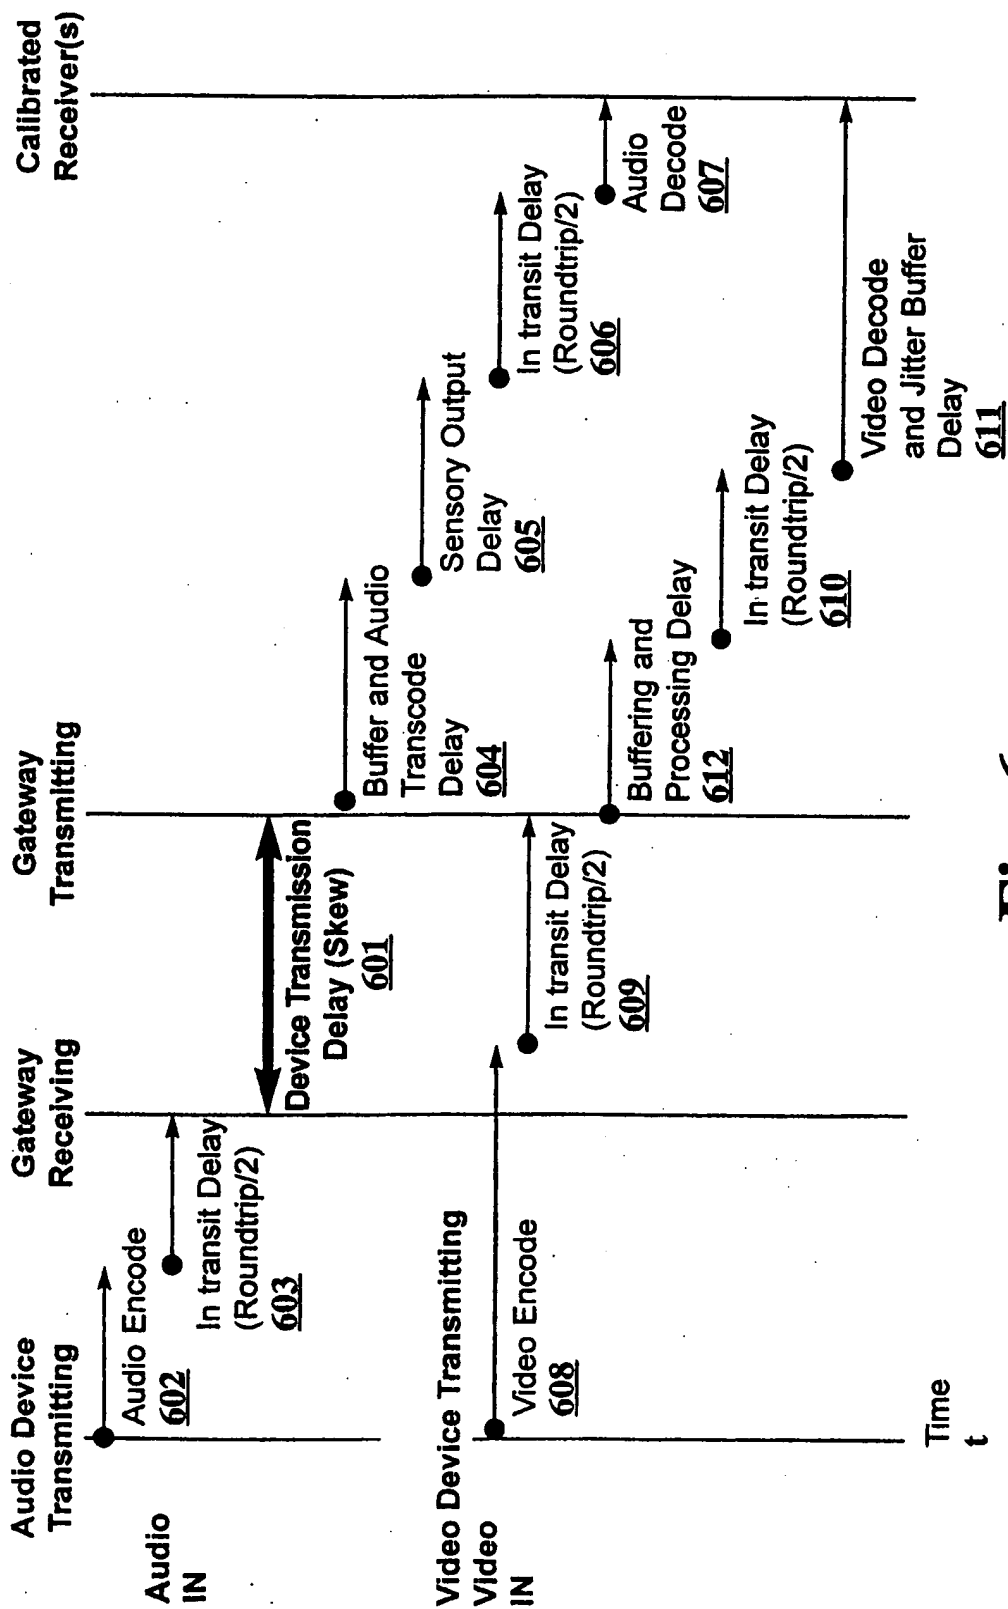 Audio Device
Transmitting
Gateway
Receiving
Gateway
Transmitting
Calibrated
Receiver(s)
Audio
IN
Audio Encode
602
In transit Delay
(Roundtrip/2)
603
Device Transmission
Delay (Skew)
601
Buffer and Audio
Transcode
Delay
604
Sensory Output
Delay
605
In transit Delay
(Roundtrip/2)
606
Audio
Decode
607
Video Device Transmitting
Video
IN
Video Encode
608
In transit Delay
(Roundtrip/2)
609
Buffering and
Processing Delay
612
In transit Delay
(Roundtrip/2)
610
Video Decode
and Jitter Buffer
Delay
611
Time
t